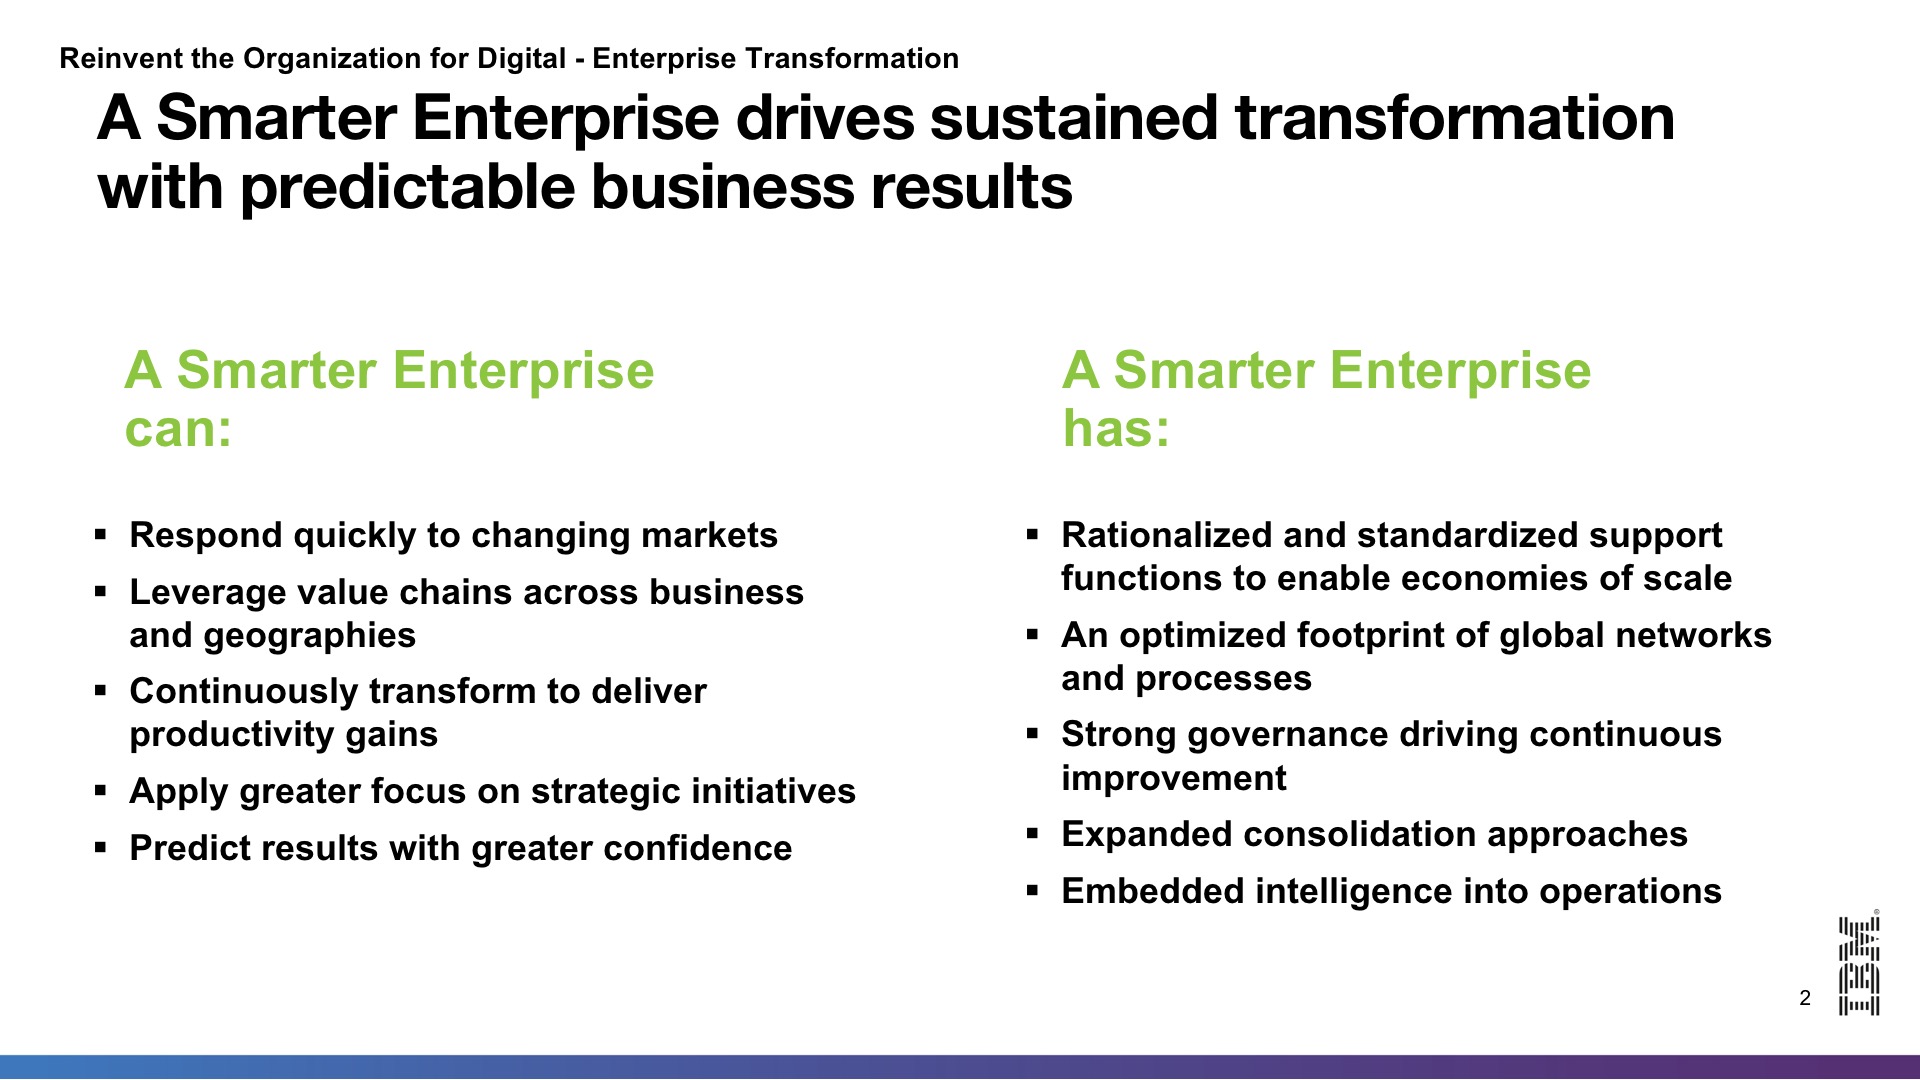 Reinvent the Organization for Digital - Enterprise Transformation
A Smarter Enterprise drives sustained transformation
with predictable business results
A Smarter Enterprise
can:
▪ Respond quickly to changing markets
▪ Leverage value chains across business
and geographies
▪ Continuously transform to deliver
productivity gains
▪ Apply greater focus on strategic initiatives
▪ Predict results with greater confidence
A Smarter Enterprise
has:
▪ Rationalized and standardized support
functions to enable economies of scale
▪ An optimized footprint of global networks
and processes
▪ Strong governance driving continuous
improvement
▪ Expanded consolidation approaches
▪ Embedded intelligence into operations
2
IBM®